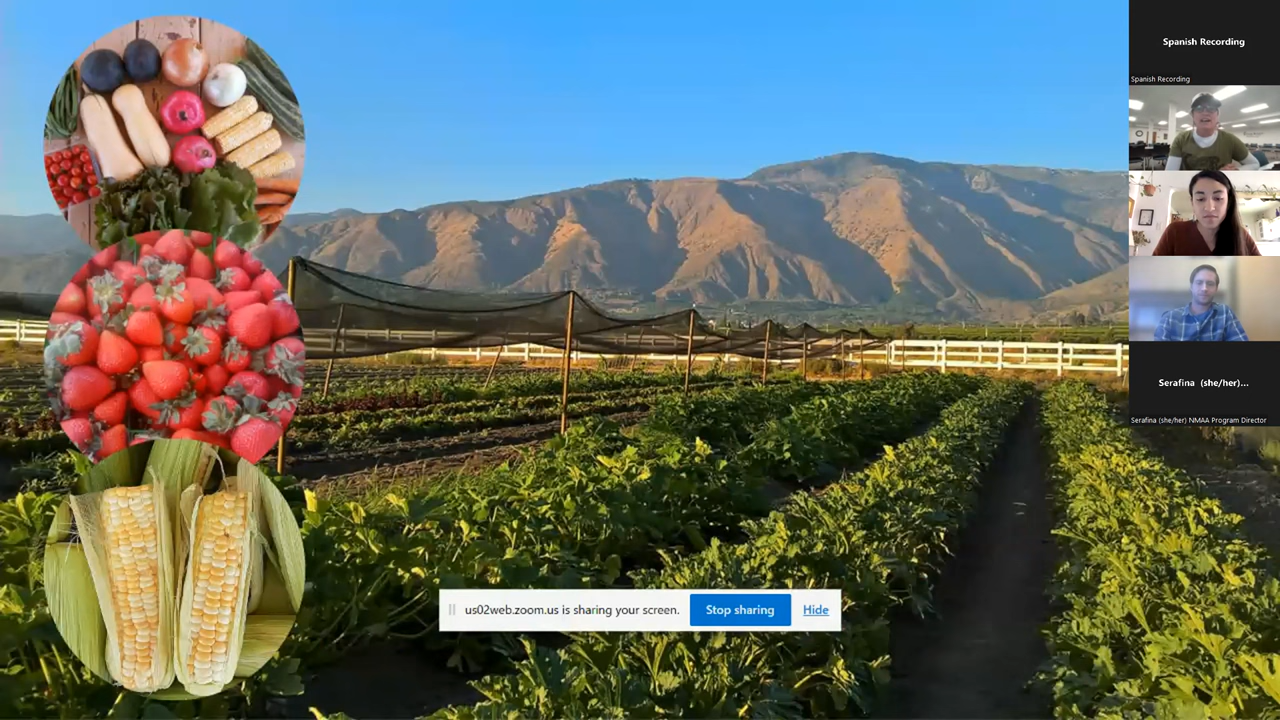 Spanish Recording
Spanish Recording
Serafina (she/her)...
Serafina (she/her) NMAA Program Director
us02web.zoom.us is sharing your screen.
Stop sharing
Hide